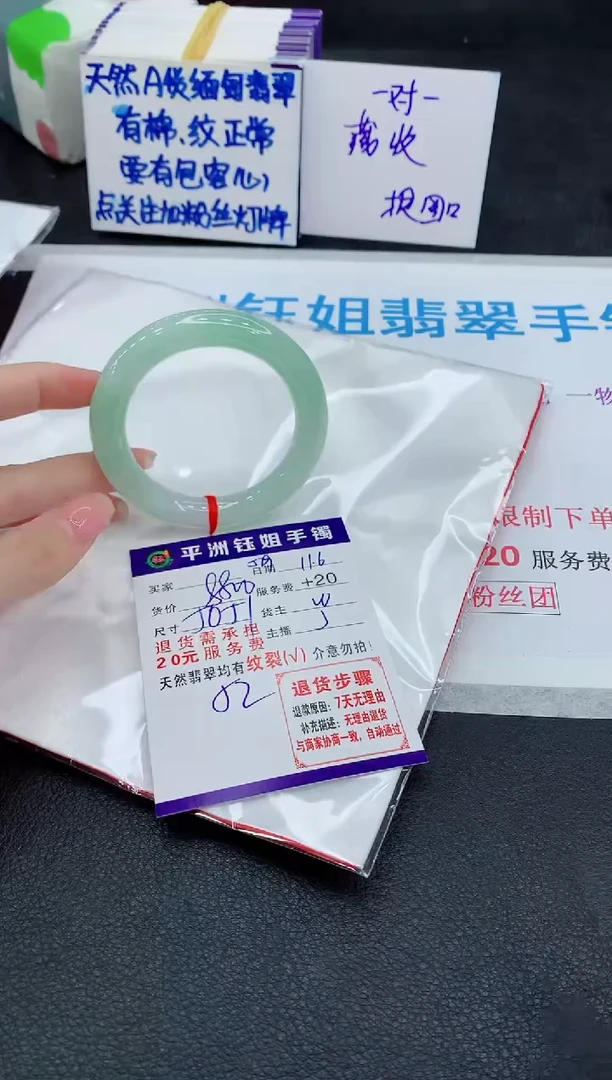 天然A货缅甸翡翠
有棉、纹正常
要有包容心
点关注加粉丝灯牌
一对一
钰姐翡翠手
一物
限制下单
20 服务费
粉丝团
平洲钰姐手镯
买家 日期 11.6
货价 8800 服务费 +20
尺寸 货主
退货需承担 主播
20元服务费
天然翡翠均有纹裂(√) 介意勿拍!
退货步骤
退款原因:7天无理由
补充描述:无理由退货
与商家协商一致,自动通过